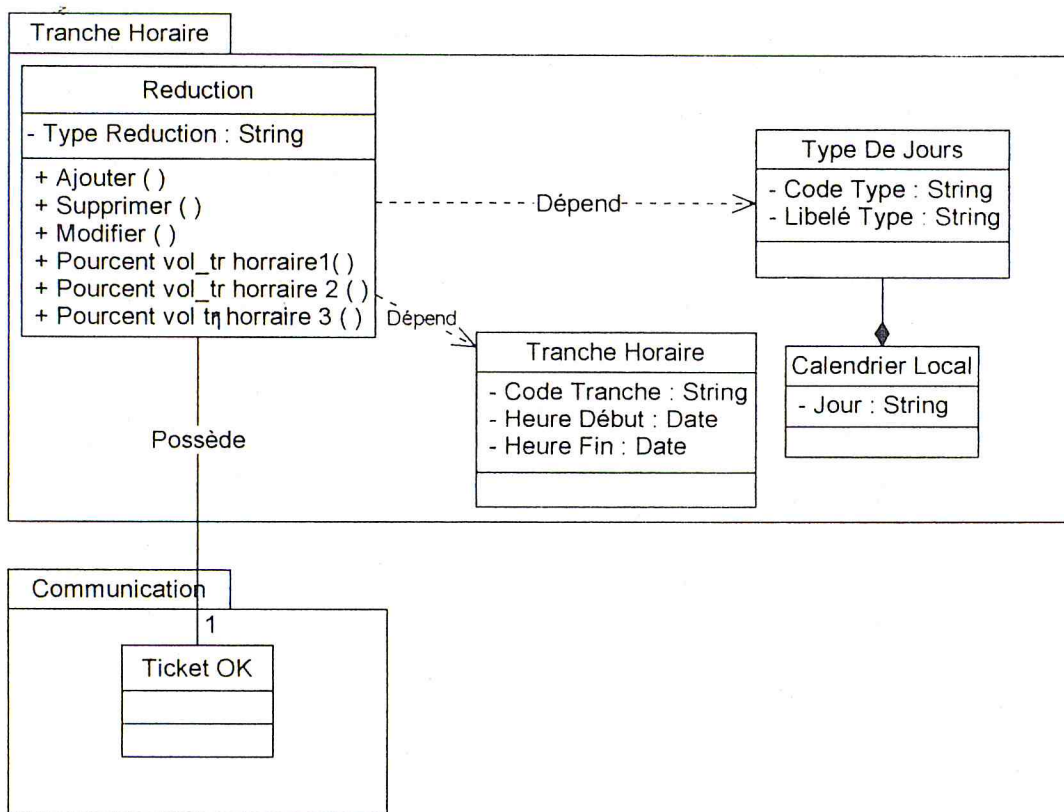 Tranche Horaire
Reduction
- Type Reduction : String
+ Ajouter ( )
+ Supprimer ( )
+ Modifier ( )
+ Pourcent vol_tr horraire1( )
+ Pourcent vol_tr horraire 2 ( )
+ Pourcent vol tr horraire 3 ( )
Dépend
Type De Jours
- Code Type : String
- Libelé Type : String
Dépend
Tranche Horaire
- Code Tranche : String
- Heure Début : Date
- Heure Fin : Date
Calendrier Local
- Jour : String
Possède
Communication
1
Ticket OK